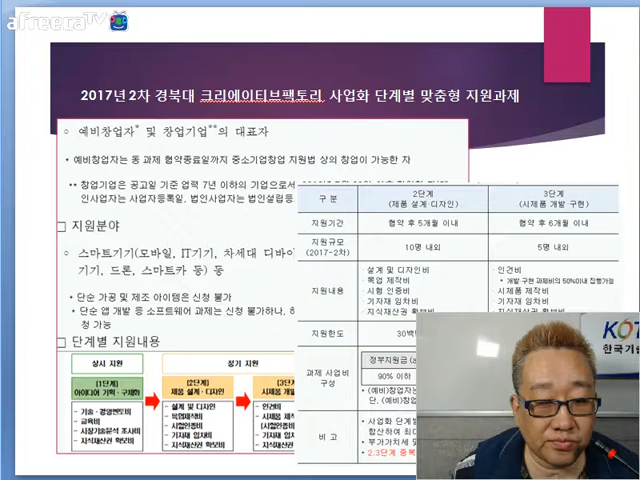 afreecaTV
2017년 2차 경북대 크리에이티브팩토리 사업화 단계별 맞춤형 지원과제
○ 예비창업자* 및 창업기업**의 대표자
* 예비창업자는 동 과제 협약종료일까지 중소기업창업 지원법 상의 창업이 가능한 자
** 창업기업은 공고일 기준 업력 7년 이하의 기업으로서
인사업자는 사업자등록일, 법인사업자는 법인설립등
□ 지원분야
○ 스마트기기(모바일, IT기기, 차세대 디바이
기기, 드론, 스마트카 등) 등
* 단순 가공 및 제조 아이템은 신청 불가
* 단순 앱 개발 등 소프트웨어 과제는 신청 불가하나,
청 가능
□ 단계별 지원내용
상시 지원
정기 지원
[1단계]
아이디어 기획·구체화
- 기술·경영멘토비
- 교육비
- 시장기술분석 조사비
- 지식재산권 확보비
[2단계]
제품 설계·디자인
- 설계 및 디자인
- 목업제작비
- 시험인증비
- 기자재 임차비
- 지식재산권 확보비
[3단계]
시제품 개발
- 인건비
- 시제품 제작
(시험인증비
- 기자재 임차
- 지식재산권
구 분
2단계
(제품 설계·디자인)
3단계
(시제품 개발 구현)
지원기간
협약 후 5개월 이내
협약 후 6개월 이내
지원규모
(2017-2차)
10명 내외
5명 내외
지원내용
• 설계 및 디자인비
• 목업 제작비
• 시험 인증비
• 기자재 임차비
• 지식재산권 확보비
• 인건비
* 개발 구현 과제비의 50%이내 집행가능
• 시제품 제작비
• 기자재 임차비
지원한도
30백만
과제 사업비
구성
정부지원금
90% 이하
• (예비)창업자는
단, (예비)창업
비 고
• 사업화 단계별
합산하여 최대
• 부가가치세 및
• 2,3단계 중복
한국기술